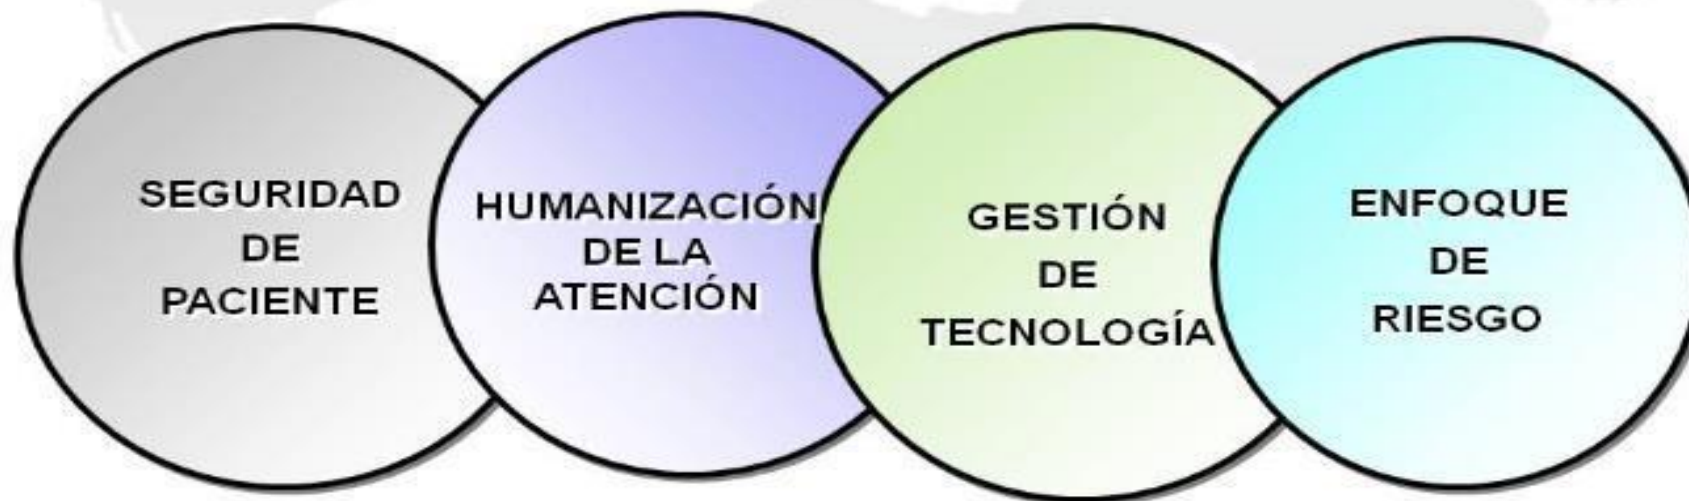 SEGURIDAD
DE
PACIENTE
HUMANIZACIÓN
DE LA
ATENCIÓN
GESTIÓN
DE
TECNOLOGÍA
ENFOQUE
DE
RIESGO